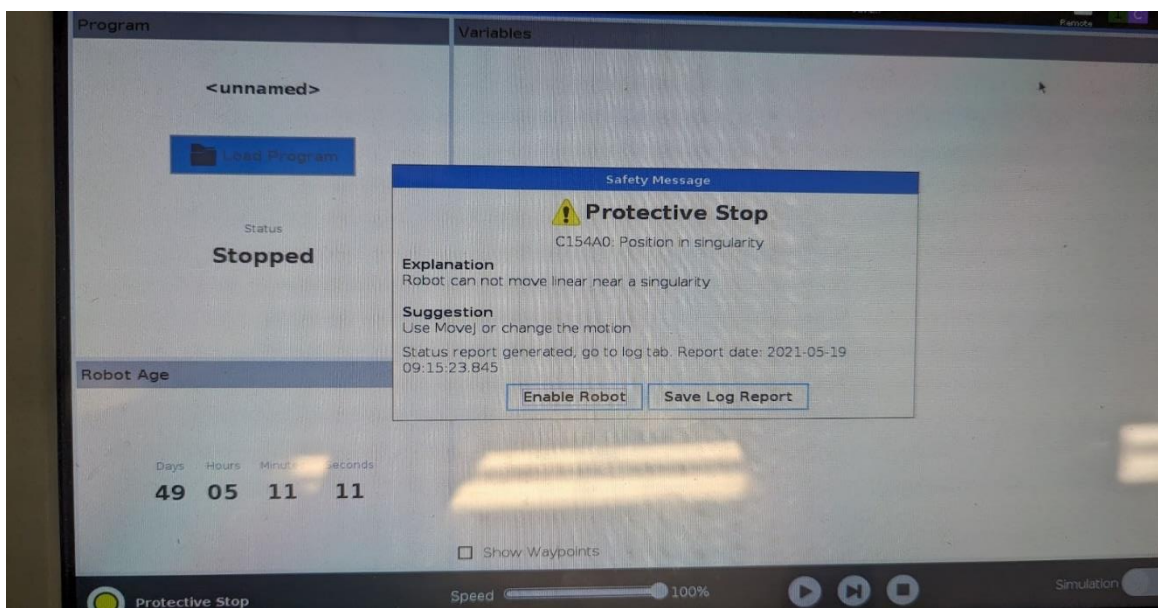 Program
Variables
Remote
<unnamed>
Load Program
Status
Stopped
Safety Message
Protective Stop
C154A0: Position in singularity
Explanation
Robot can not move linear near a singularity
Suggestion
Use MoveJ or change the motion
Status report generated, go to log tab. Report date: 2021-05-19
09:15:23.845
Enable Robot Save Log Report
Robot Age
Days Hours Seconds
49 05 11 11
Show Waypoints
Protective Stop
Speed 100%
Simulation